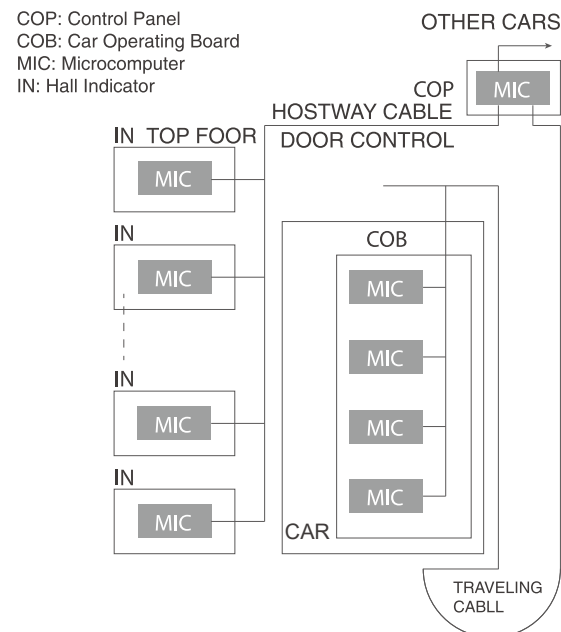 COP: Control Panel
COB: Car Operating Board
MIC: Microcomputer
IN: Hall Indicator
OTHER CARS
COP
MIC
HOSTWAY CABLE
IN TOP FOOR
DOOR CONTROL
MIC
IN
MIC
COB
MIC
MIC
IN
MIC
MIC
IN
MIC
MIC
CAR
TRAVELING
CABLL